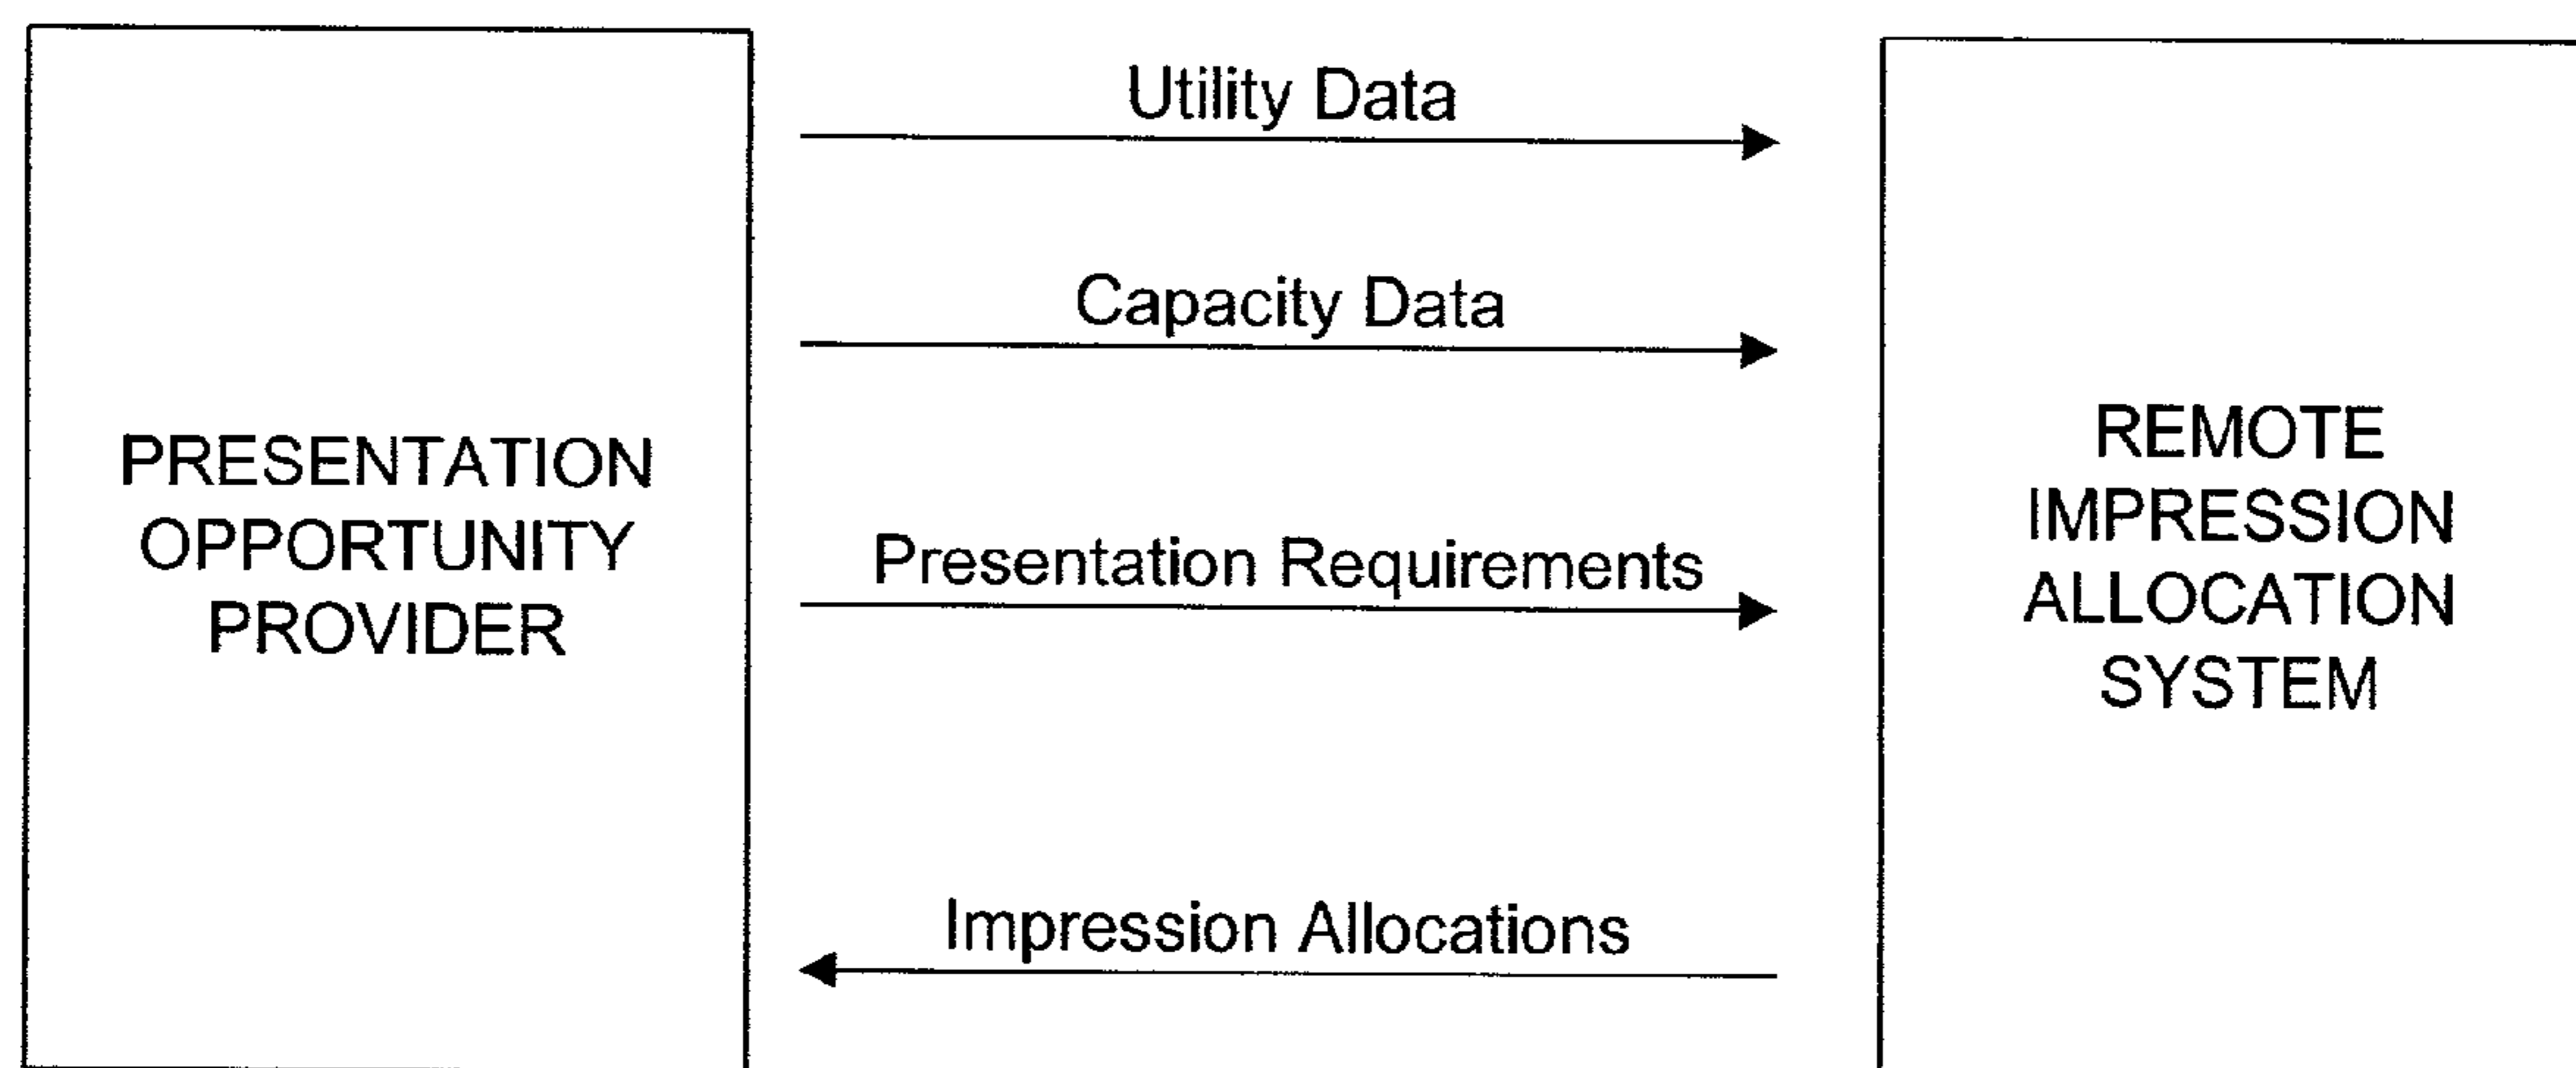 PRESENTATION
OPPORTUNITY
PROVIDER
Utility Data
Capacity Data
Presentation Requirements
Impression Allocations
REMOTE
IMPRESSION
ALLOCATION
SYSTEM